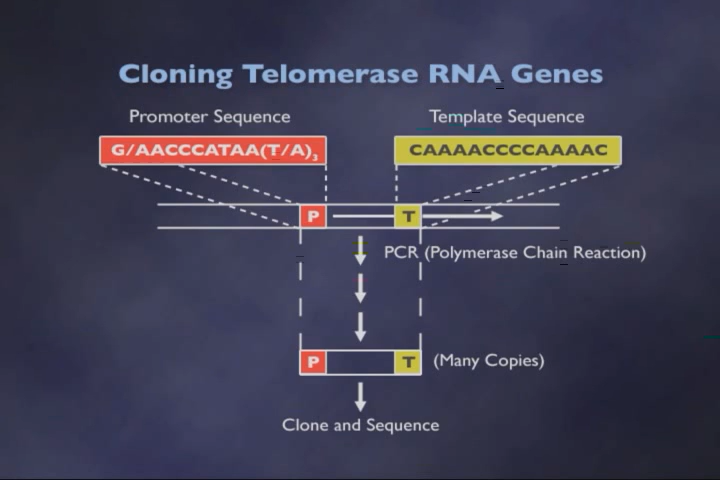 Cloning Telomerase RNA Genes
Promoter Sequence
Template Sequence
G/AACCCATAA(T/A)₃
CAAAACCCCAAAAC
P
T
PCR (Polymerase Chain Reaction)
P
T
(Many Copies)
Clone and Sequence